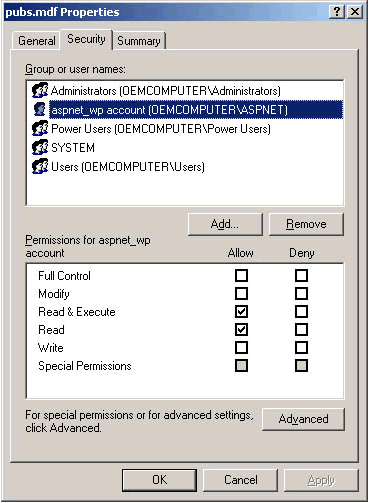 pubs.mdf Properties
General Security Summary
Group or user names:
Administrators (OEMCOMPUTER\Administrators)
aspnet_wp account (OEMCOMPUTER\ASPNET)
Power Users (OEMCOMPUTER\Power Users)
SYSTEM
Users (OEMCOMPUTER\Users)
Add... Remove
Permissions for aspnet_wp
account Allow Deny
Full Control
Modify
Read & Execute
Read
Write
Special Permissions
For special permissions or for advanced settings,
click Advanced. Advanced
OK Cancel Apply